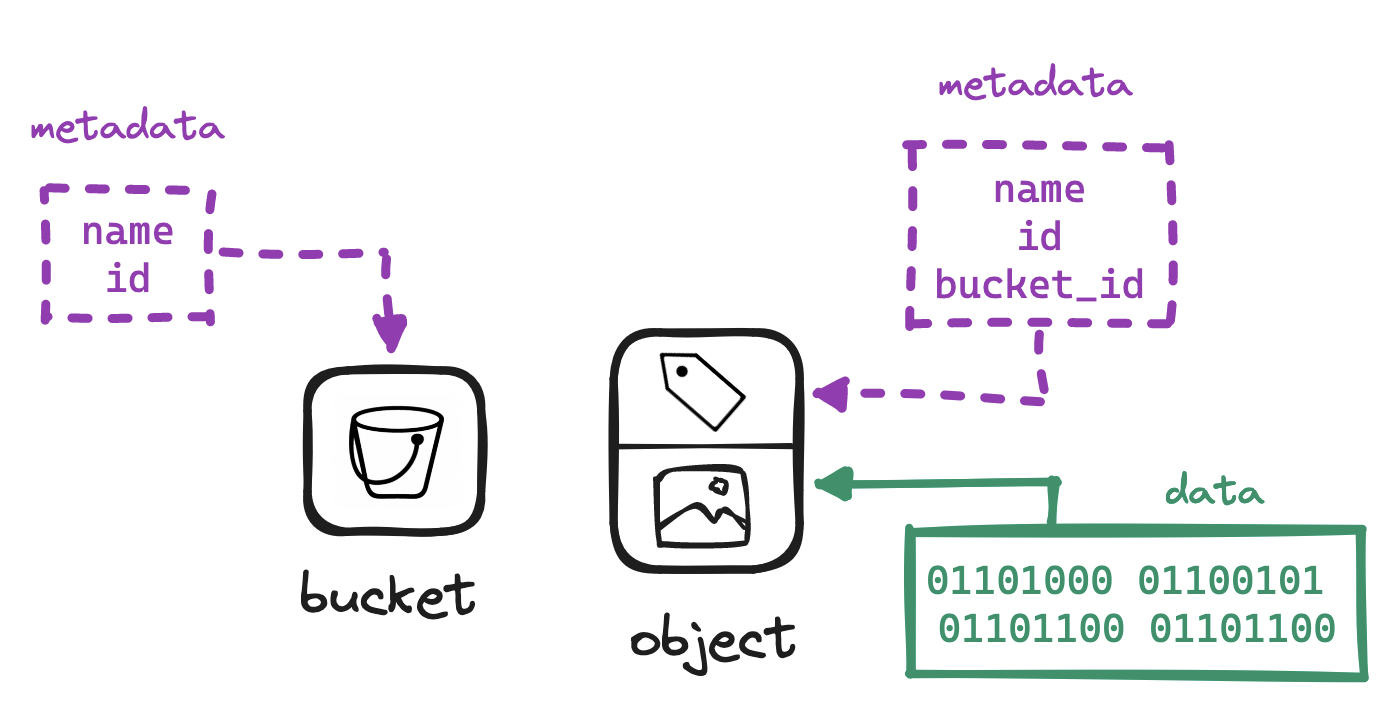 metadata
name
id
bucket
object
metadata
name
id
bucket_id
data
01101000 01100101
01101100 01101100